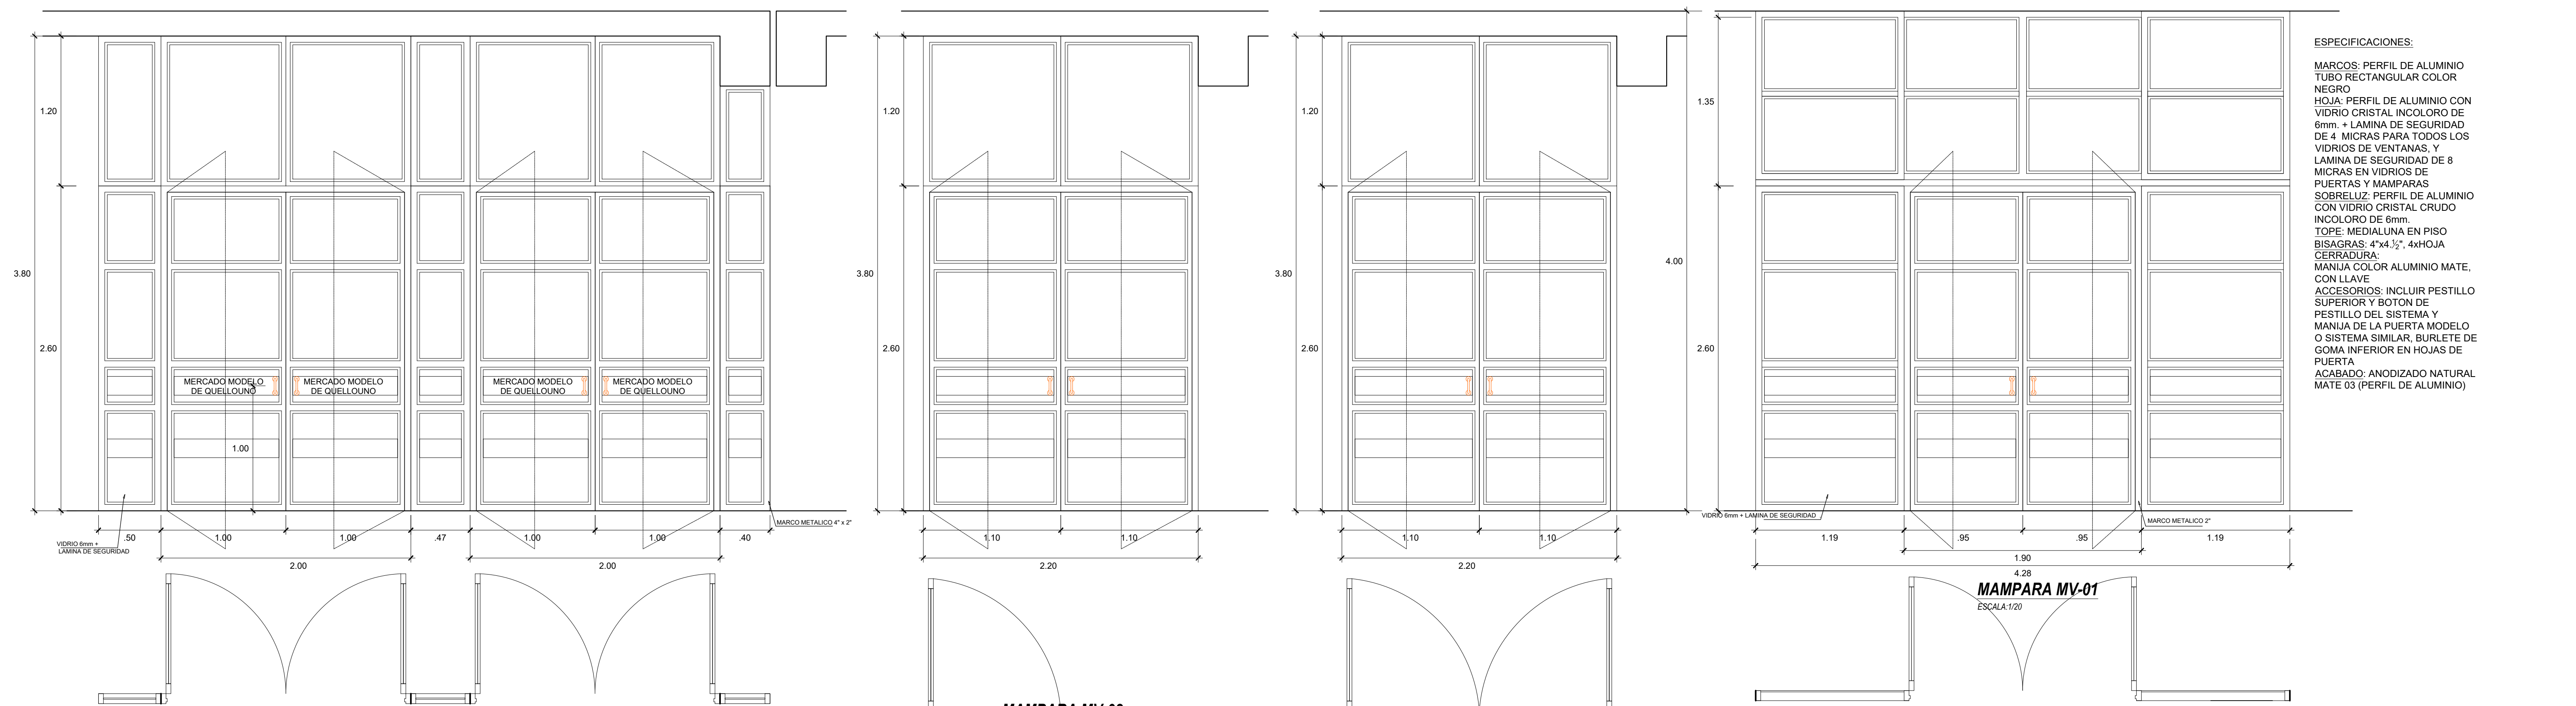 3.80
1.20
2.60
MERCADO MODELO
DE QUELLOUNO
MERCADO MODELO
DE QUELLOUNO
MERCADO MODELO
DE QUELLOUNO
MERCADO MODELO
DE QUELLOUNO
1.00
VIDRIO 6mm +
LAMINA DE SEGURIDAD
MARCO METALICO 4" x 2"
.50
1.00
1.00
.47
1.00
1.00
.40
2.00
2.00
3.80
1.20
2.60
1.10
1.10
2.20
3.80
1.20
2.60
1.10
1.10
2.20
4.00
1.35
2.60
VIDRIO 6mm + LAMINA DE SEGURIDAD
MARCO METALICO 2"
1.19
.95
.95
1.19
1.90
4.28
MAMPARA MV-01
ESCALA:1/20
ESPECIFICACIONES:
MARCOS: PERFIL DE ALUMINIO
TUBO RECTANGULAR COLOR
NEGRO
HOJA: PERFIL DE ALUMINIO CON
VIDRIO CRISTAL INCOLORO DE
6mm. + LAMINA DE SEGURIDAD
DE 4 MICRAS PARA TODOS LOS
VIDRIOS DE VENTANAS, Y
LAMINA DE SEGURIDAD DE 8
MICRAS EN VIDRIOS DE
PUERTAS Y MAMPARAS
SOBRELUZ: PERFIL DE ALUMINIO
CON VIDRIO CRISTAL CRUDO
INCOLORO DE 6mm.
TOPE: MEDIALUNA EN PISO
BISAGRAS: 4"x4.½", 4xHOJA
CERRADURA:
MANIJA COLOR ALUMINIO MATE,
CON LLAVE
ACCESORIOS: INCLUIR PESTILLO
SUPERIOR Y BOTON DE
PESTILLO DEL SISTEMA Y
MANIJA DE LA PUERTA MODELO
O SISTEMA SIMILAR, BURLETE DE
GOMA INFERIOR EN HOJAS DE
PUERTA
ACABADO: ANODIZADO NATURAL
MATE 03 (PERFIL DE ALUMINIO)